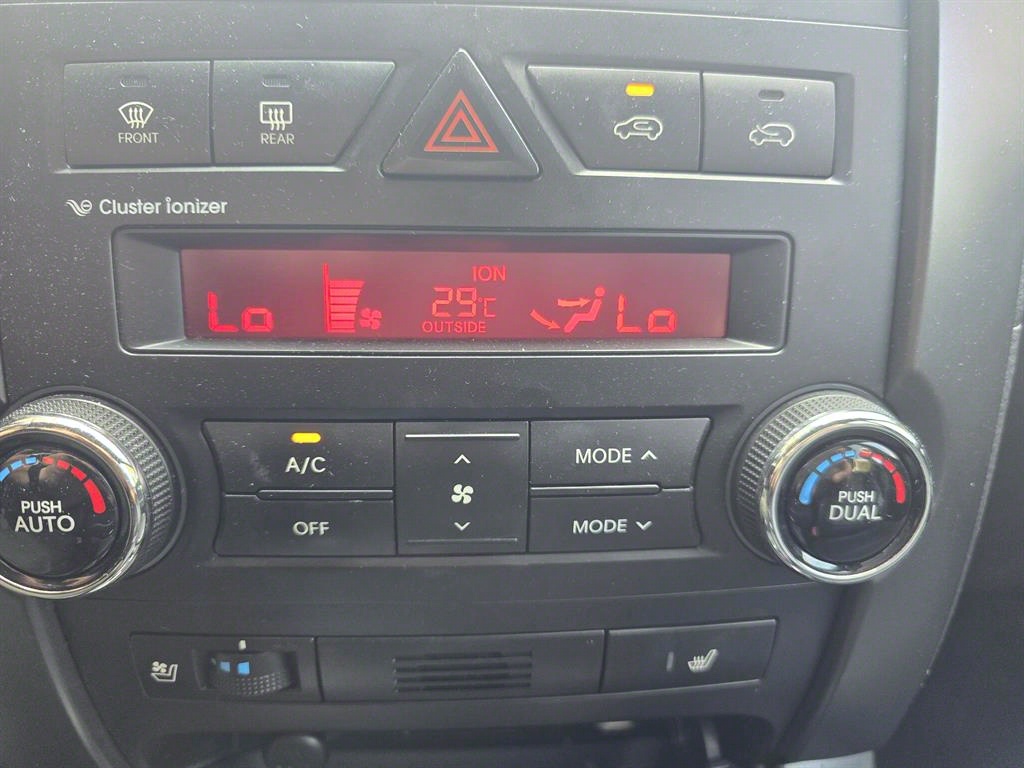 FRONT
REAR
Cluster ionizer
ION
Lo
29°C
Lo
OUTSIDE
PUSH
AUTO
A/C
OFF
MODE
MODE
PUSH
DUAL